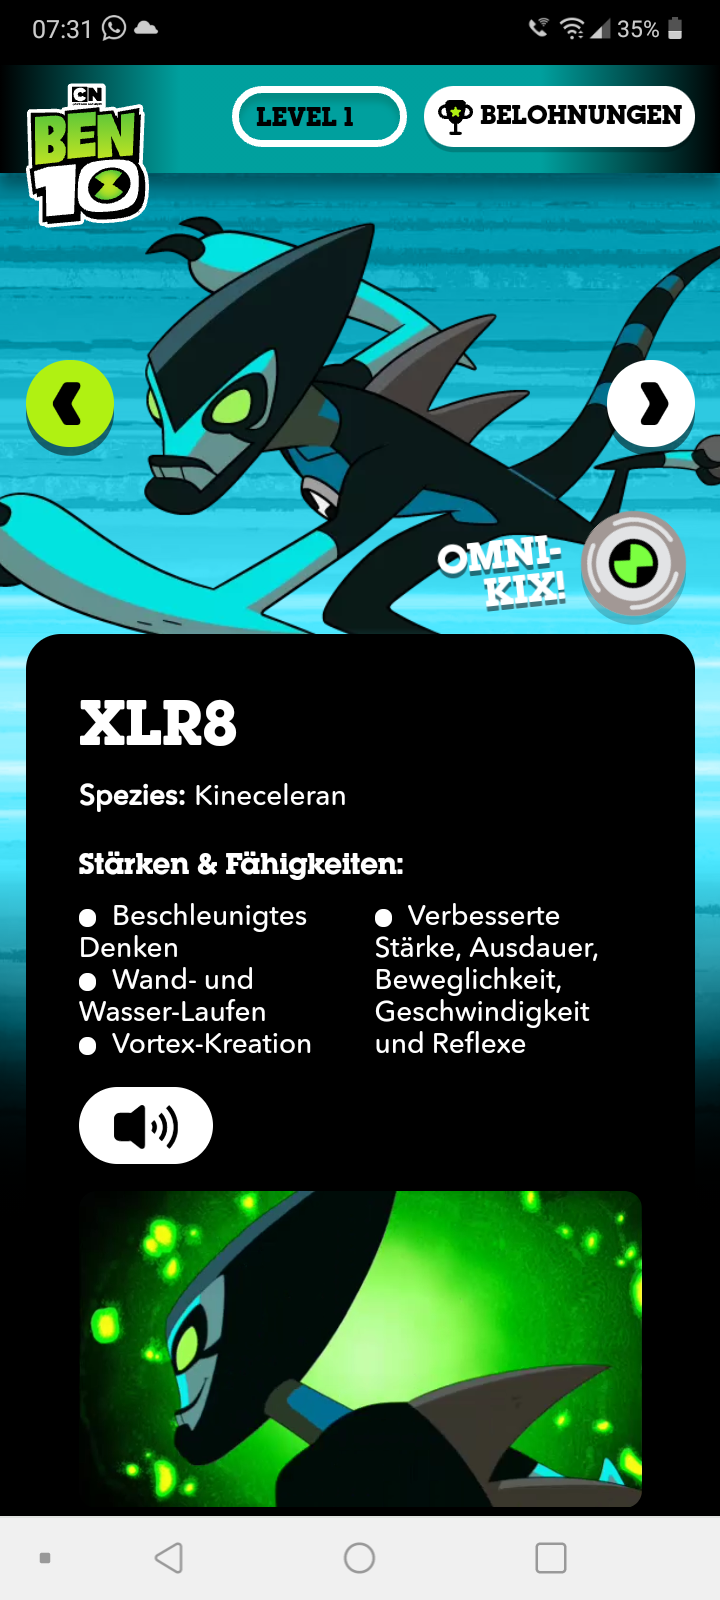 07:31 35%
CN
BEN
10
LEVEL 1
BELOHNUNGEN
OMNI-
KIX!
XLR8
Spezies: Kineceleran
Stärken & Fähigkeiten:
● Beschleunigtes
Denken
● Wand- und
Wasser-Laufen
● Vortex-Kreation
● Verbesserte
Stärke, Ausdauer,
Beweglichkeit,
Geschwindigkeit
und Reflexe